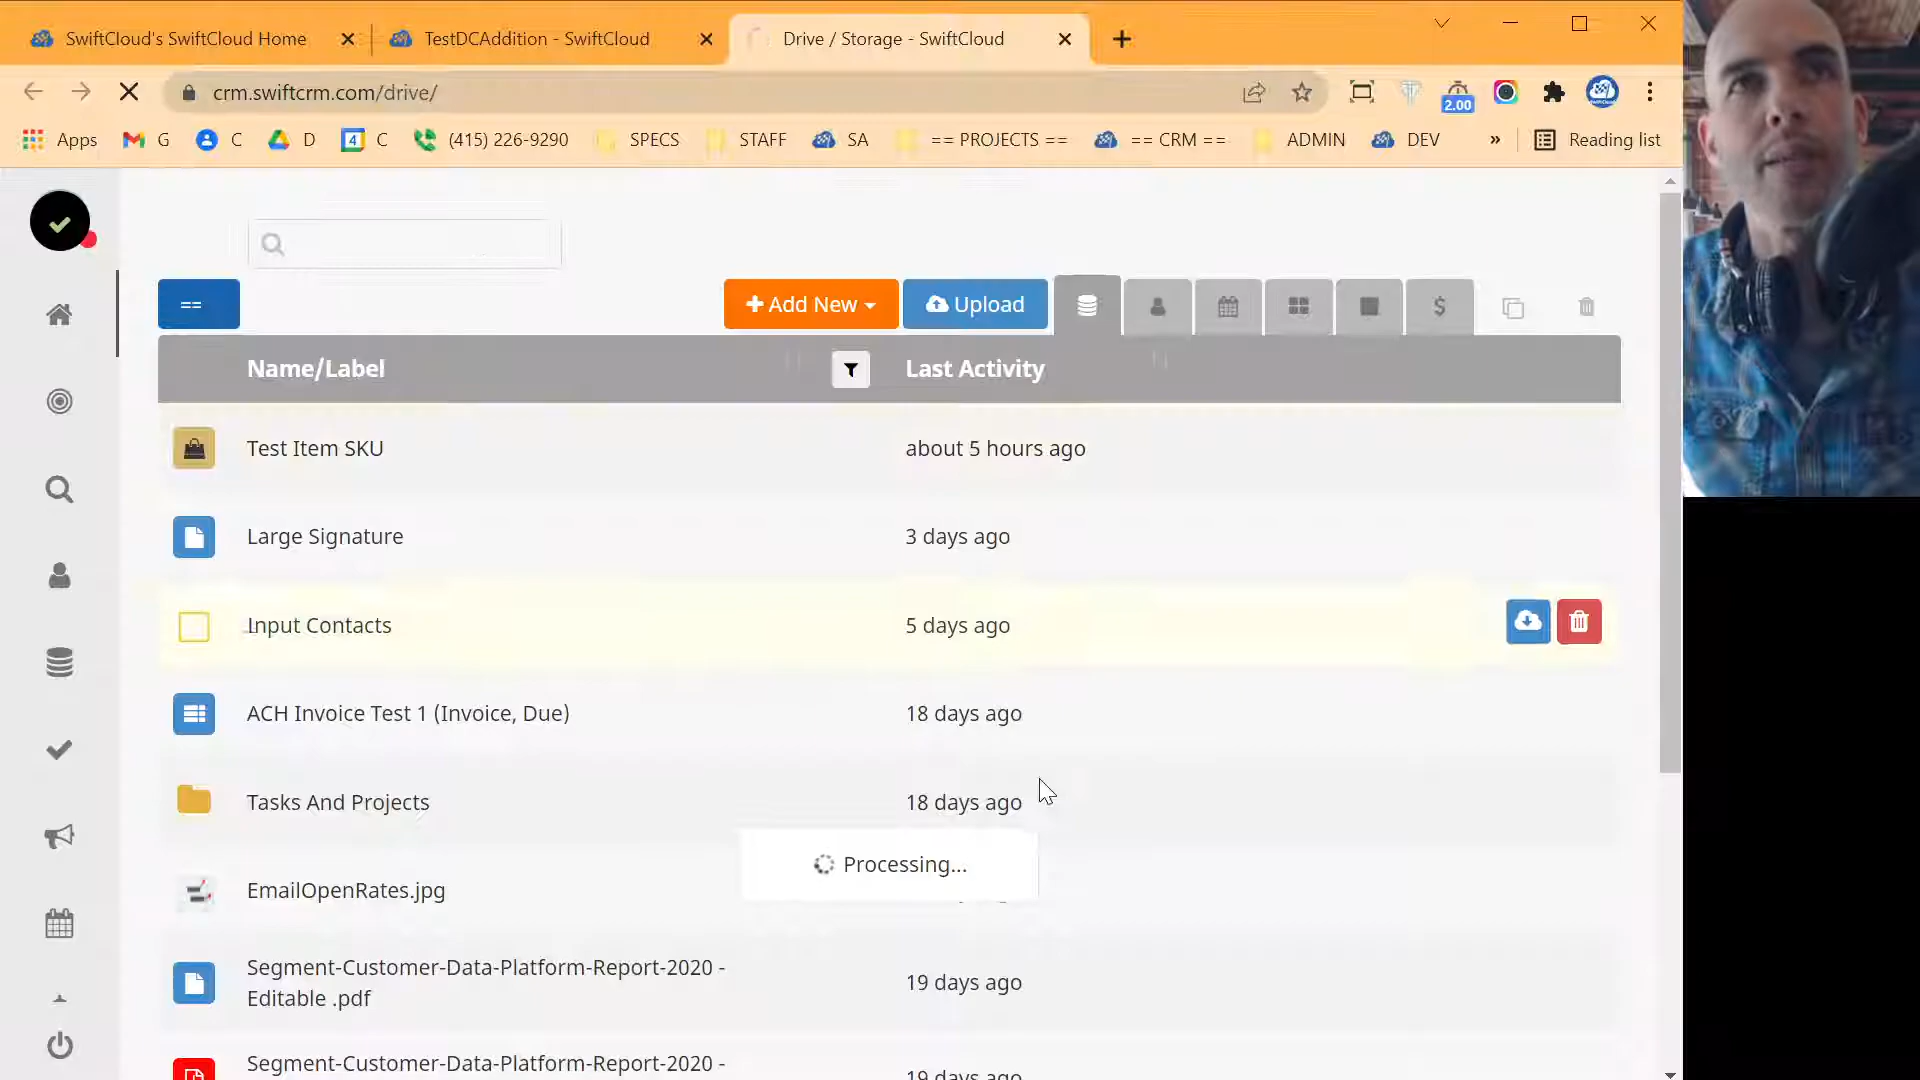 SwiftCloud's SwiftCloud Home
TestDCAddition - SwiftCloud
Drive / Storage - SwiftCloud
crm.swiftcrm.com/drive/
2.00
Apps
G
C
D
4
C
(415) 226-9290
SPECS
STAFF
SA
== PROJECTS ==
== CRM ==
ADMIN
DEV
»
Reading list
==
+ Add New
Upload
$
Name/Label
Last Activity
Test Item SKU
about 5 hours ago
Large Signature
3 days ago
Input Contacts
5 days ago
ACH Invoice Test 1 (Invoice, Due)
18 days ago
Tasks And Projects
18 days ago
Processing...
EmailOpenRates.jpg
Segment-Customer-Data-Platform-Report-2020 -
Editable .pdf
19 days ago
Segment-Customer-Data-Platform-Report-2020 -
19 days ago